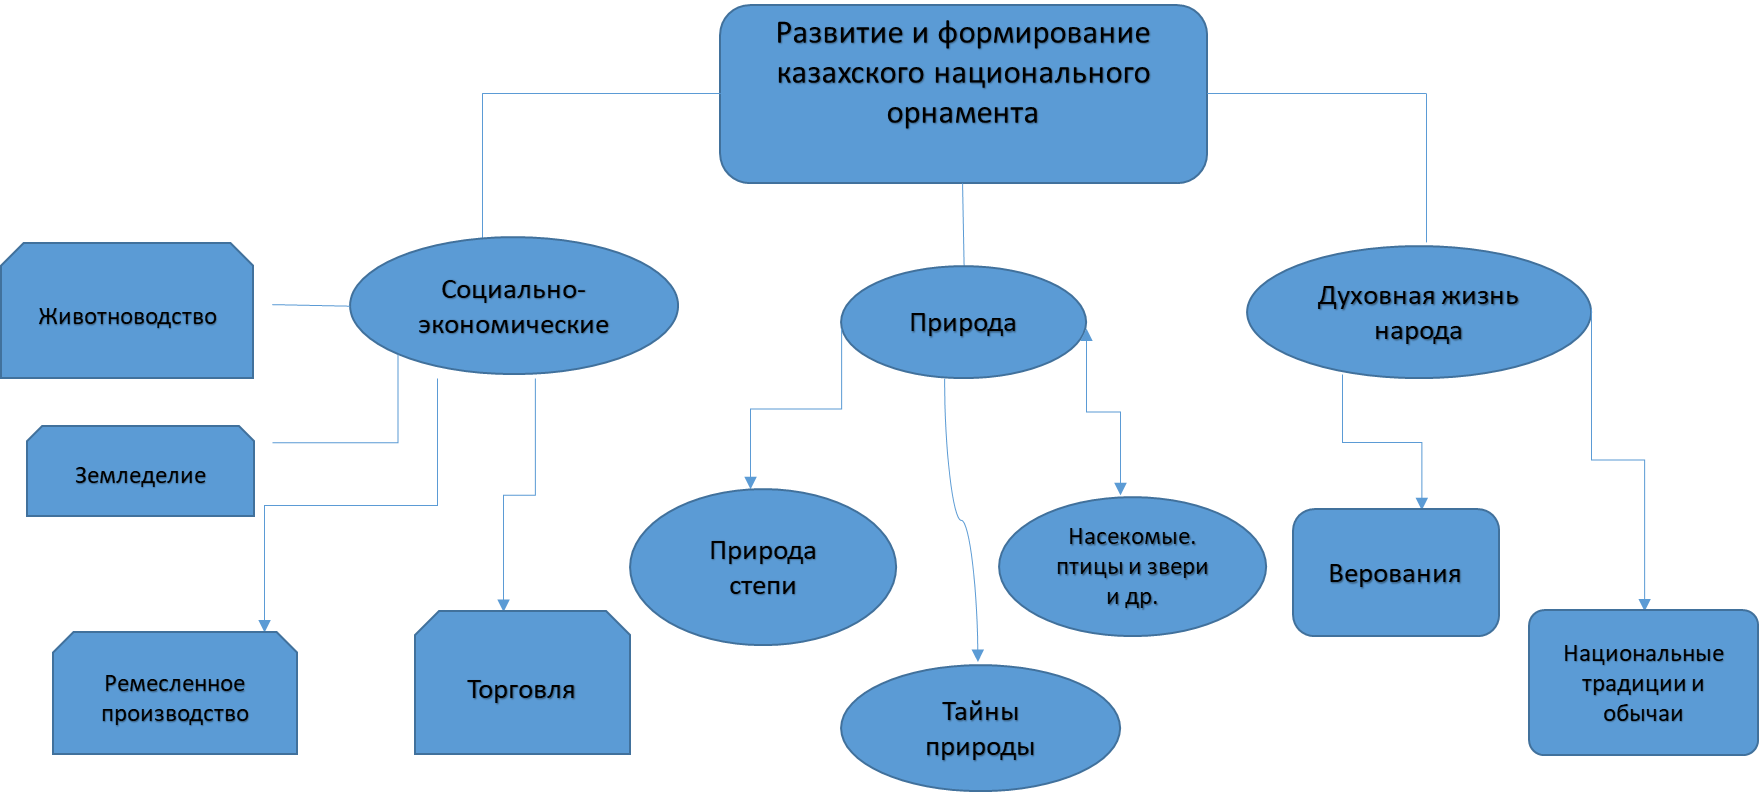 Развитие и формирование
казахского национального
орнамента
Социально-
экономические
Природа
Духовная жизнь
народа
Животноводство
Земледелие
Ремесленное
производство
Торговля
Природа
степи
Тайны
природы
Насекомые.
птицы и звери
и др.
Верования
Национальные
традиции и
обычаи